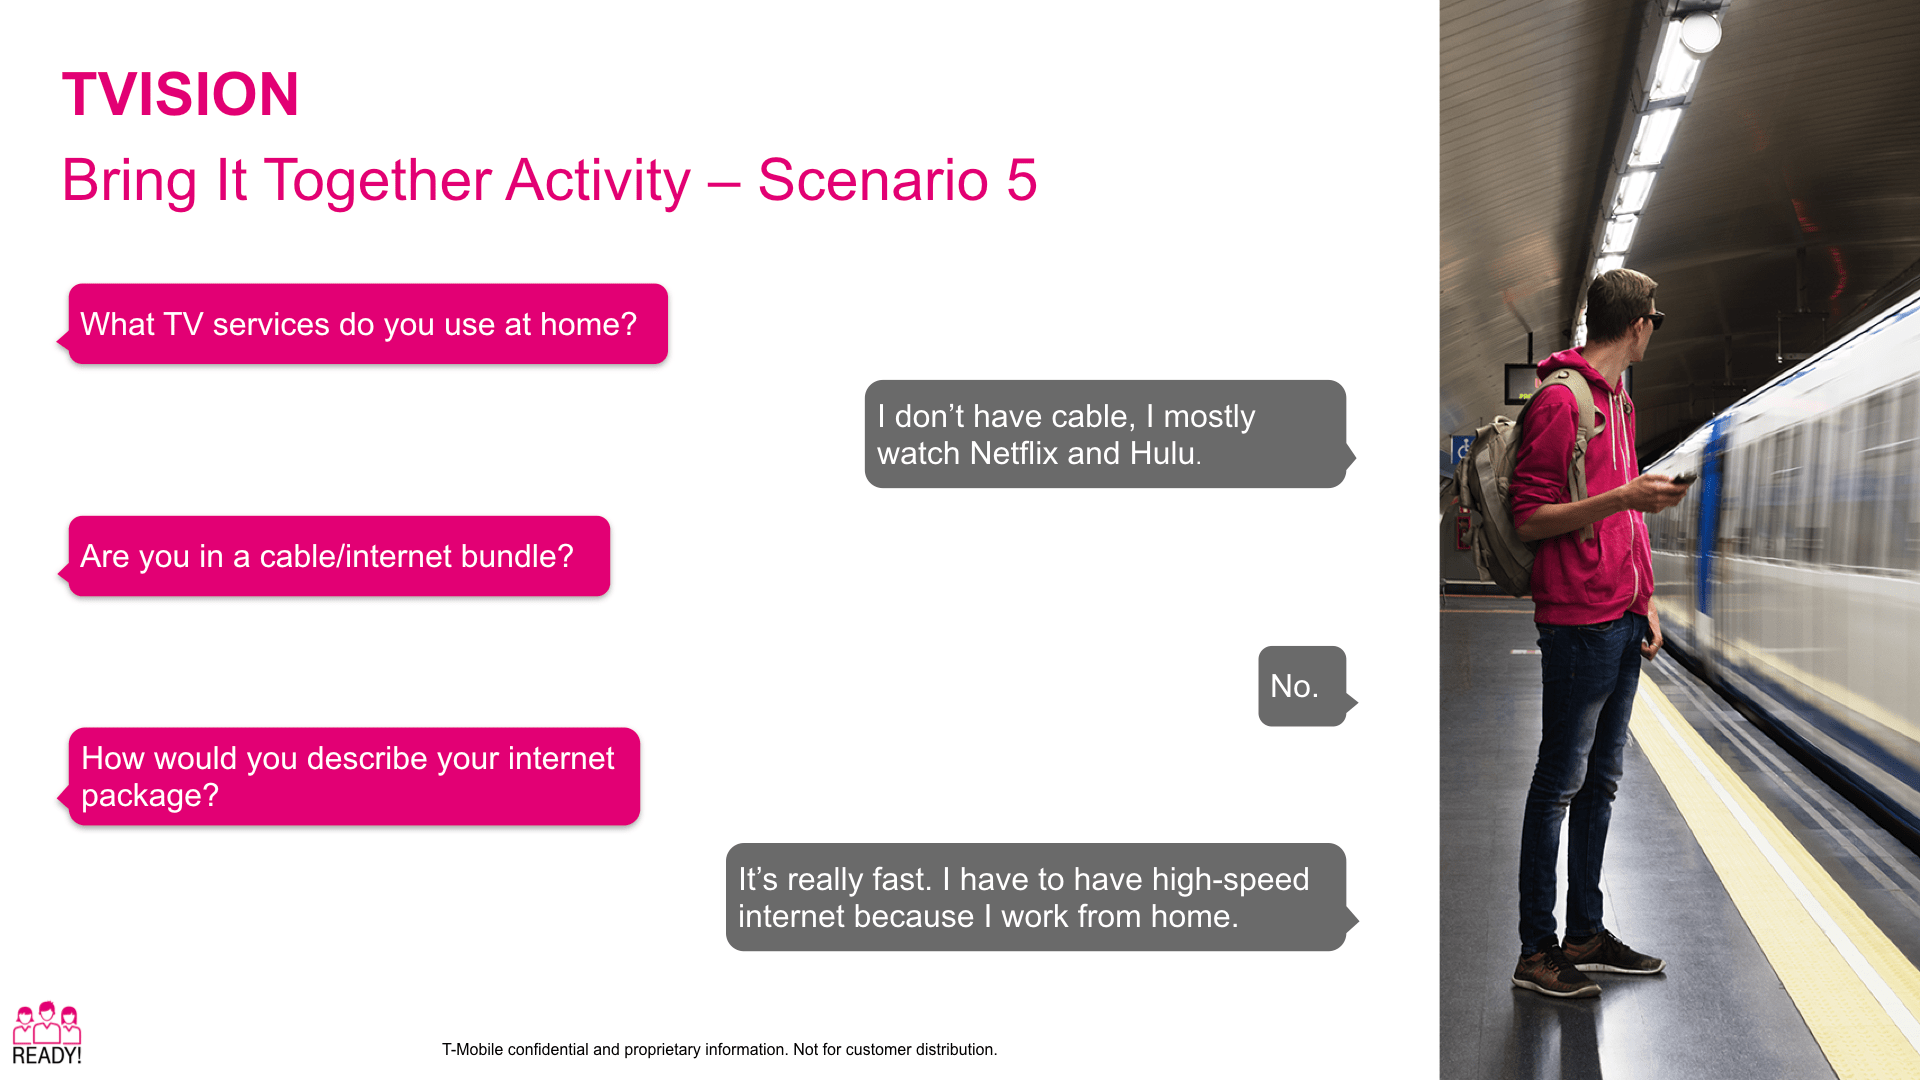 TVISION
Bring It Together Activity – Scenario 5
What TV services do you use at home?
I don’t have cable, I mostly
watch Netflix and Hulu.
Are you in a cable/internet bundle?
No.
How would you describe your internet
package?
It’s really fast. I have to have high-speed
internet because I work from home.
READY!
T-Mobile confidential and proprietary information. Not for customer distribution.